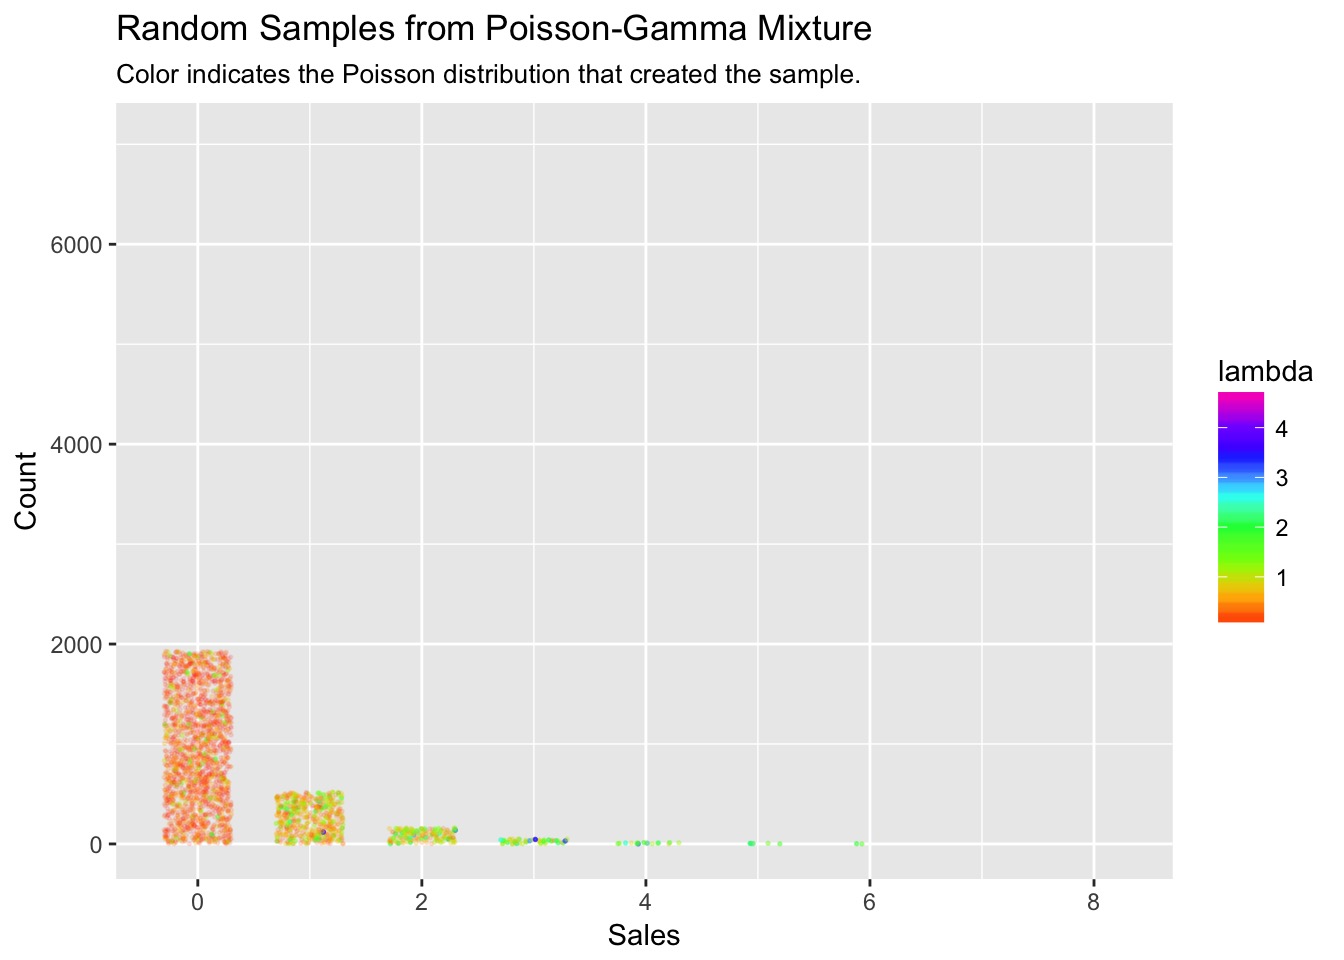 Random Samples from Poisson-Gamma Mixture
Color indicates the Poisson distribution that created the sample.
Count
6000
4000
2000
0
0 2 4 6 8
Sales
lambda
4
3
2
1